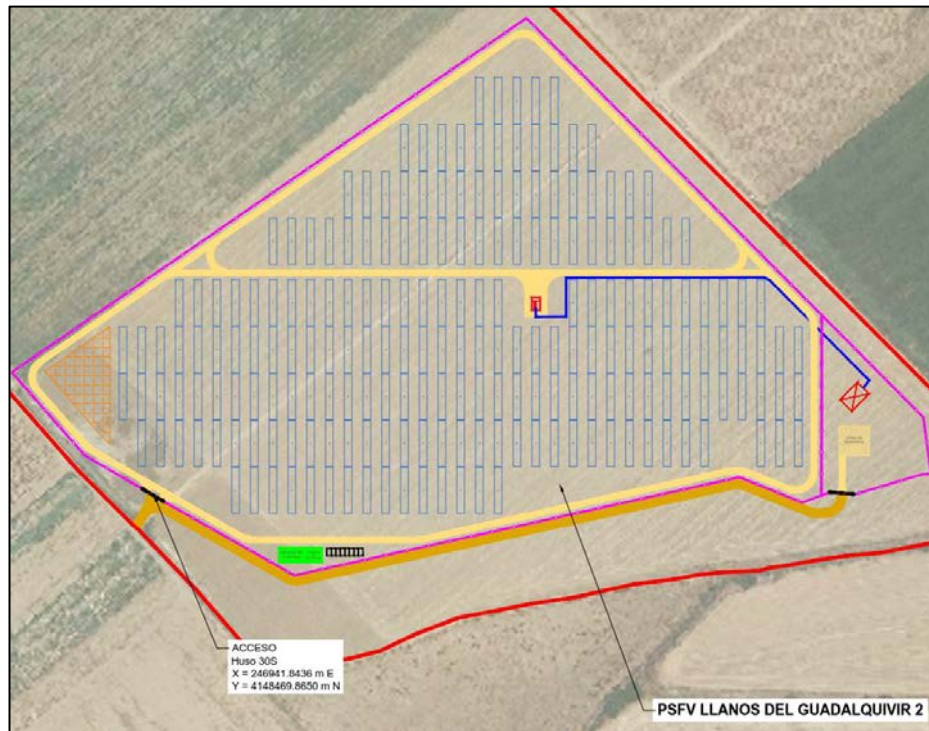 ACCESO
Huso 30S
X = 246941.8436 m E
Y = 4148469.8650 m N
PSFV LLANOS DEL GUADALQUIVIR 2